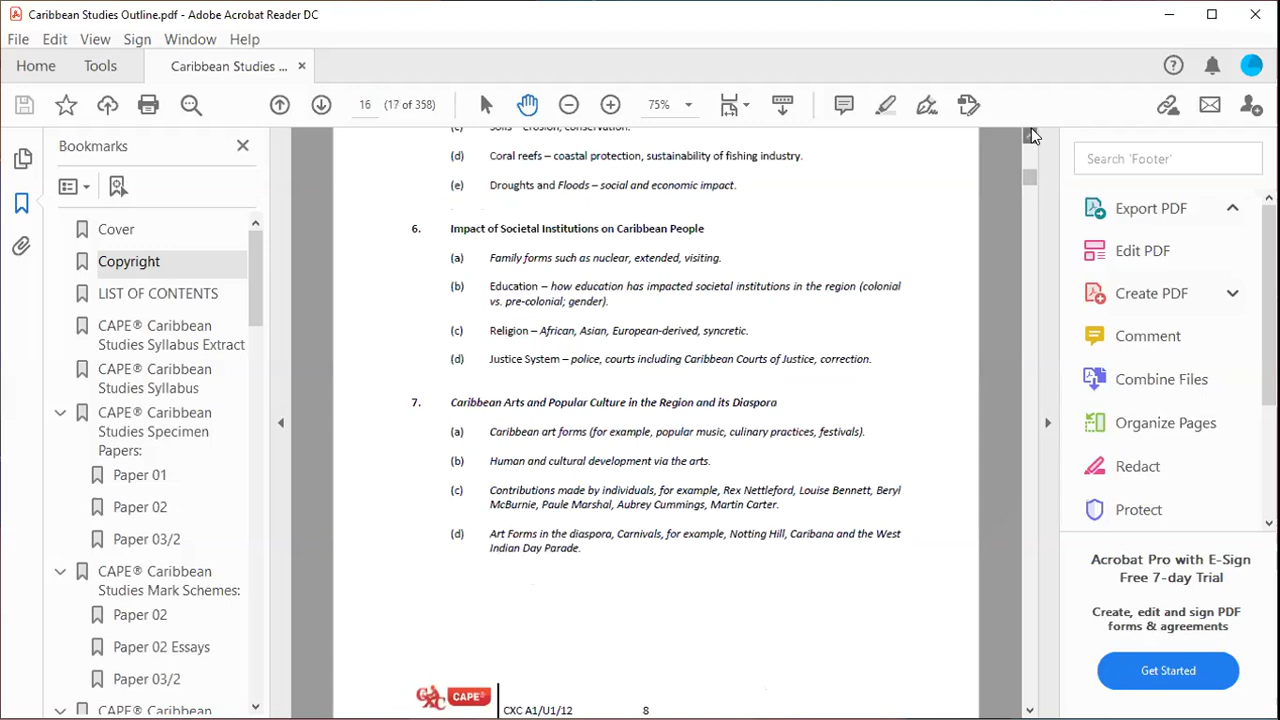 Caribbean Studies Outline.pdf - Adobe Acrobat Reader DC
File Edit View Sign Window Help
Home Tools Caribbean Studies ... ×
16 (17 of 358) 75%
Bookmarks
Cover
Copyright
LIST OF CONTENTS
CAPE® Caribbean
Studies Syllabus Extract
CAPE® Caribbean
Studies Syllabus
CAPE® Caribbean
Studies Specimen
Papers:
Paper 01
Paper 02
Paper 03/2
CAPE® Caribbean
Studies Mark Schemes:
Paper 02
Paper 02 Essays
Paper 03/2
CAPE® Caribbean
(c) Soils – erosion, conservation.
(d) Coral reefs – coastal protection, sustainability of fishing industry.
(e) Droughts and Floods – social and economic impact.
6. Impact of Societal Institutions on Caribbean People
(a) Family forms such as nuclear, extended, visiting.
(b) Education – how education has impacted societal institutions in the region (colonial
vs. pre-colonial; gender).
(c) Religion – African, Asian, European-derived, syncretic.
(d) Justice System – police, courts including Caribbean Courts of Justice, correction.
7. Caribbean Arts and Popular Culture in the Region and its Diaspora
(a) Caribbean art forms (for example, popular music, culinary practices, festivals).
(b) Human and cultural development via the arts.
(c) Contributions made by individuals, for example, Rex Nettleford, Louise Bennett, Beryl
McBurnie, Paule Marshal, Aubrey Cummings, Martin Carter.
(d) Art Forms in the diaspora, Carnivals, for example, Notting Hill, Caribana and the West
Indian Day Parade.
CXC CAPE® CXC A1/U1/12 8
Search 'Footer'
Export PDF
Edit PDF
Create PDF
Comment
Combine Files
Organize Pages
Redact
Protect
Acrobat Pro with E-Sign
Free 7-day Trial
Create, edit and sign PDF
forms & agreements
Get Started